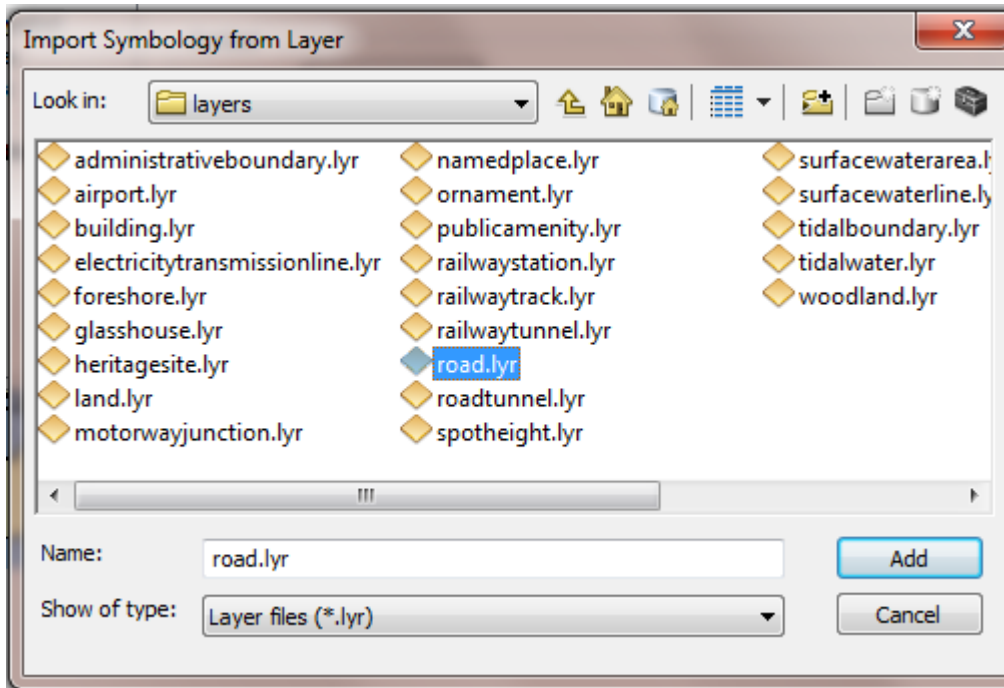 Import Symbology from Layer
Look in:
layers
administrativeboundary.lyr
airport.lyr
building.lyr
electricitytransmissionline.lyr
foreshore.lyr
glasshouse.lyr
heritagesite.lyr
land.lyr
motorwayjunction.lyr
namedplace.lyr
ornament.lyr
publicamenity.lyr
railwaystation.lyr
railwaytrack.lyr
railwaytunnel.lyr
road.lyr
roadtunnel.lyr
spotheight.lyr
surfacewaterarea.l
surfacewaterline.ly
tidalboundary.lyr
tidalwater.lyr
woodland.lyr
Name:
road.lyr
Add
Show of type:
Layer files (*.lyr)
Cancel